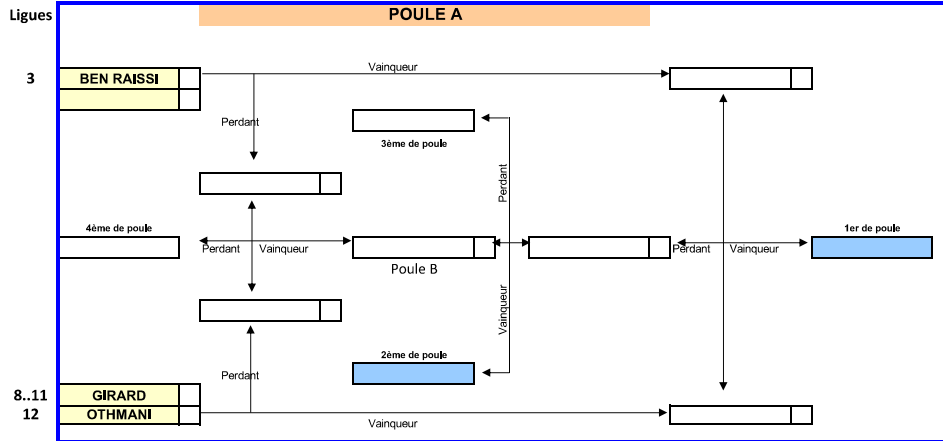 Ligues
POULE A
Vainqueur
3
BEN RAISSI
Perdant
3ème de poule
Perdant
4ème de poule
Perdant
Vainqueur
Poule B
Perdant
Vainqueur
1er de poule
Vainqueur
2ème de poule
Perdant
8..11
GIRARD
12
OTHMANI
Vainqueur